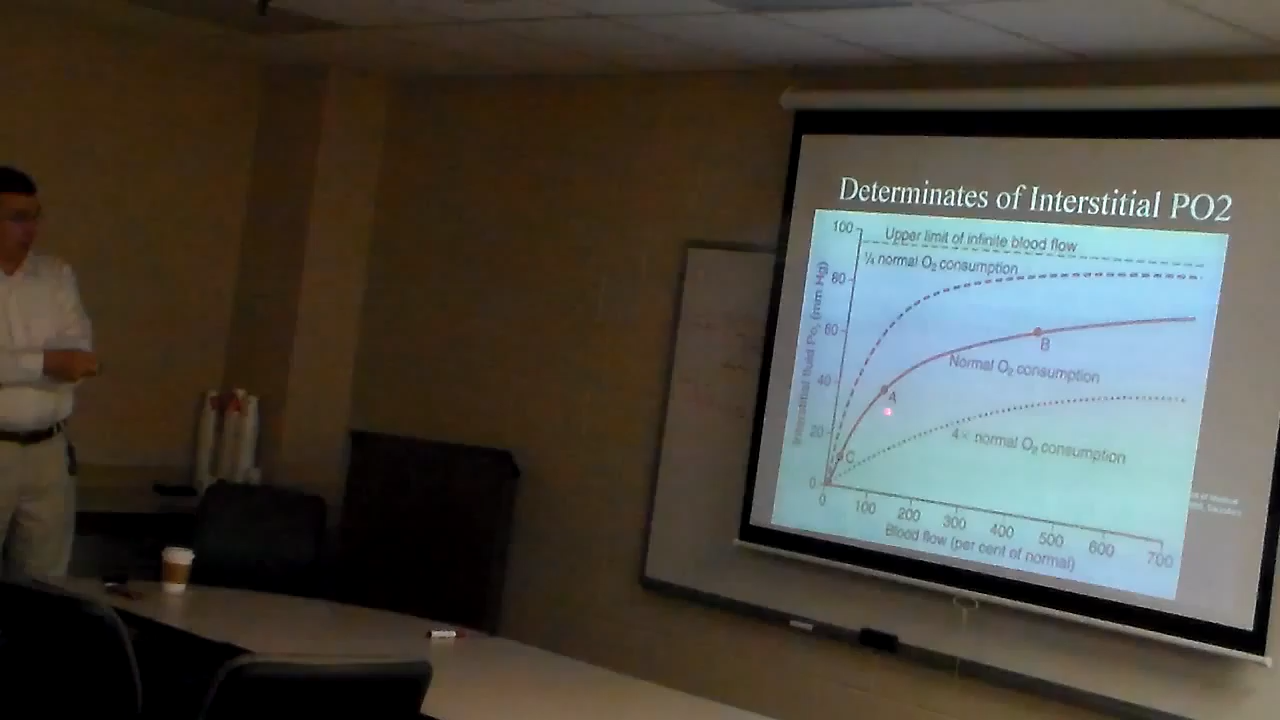 Determinates of Interstitial PO2
100
Upper limit of infinite blood flow
¼ normal O₂ consumption
80
60
B
Normal O₂ consumption
40
A
20
4× normal O₂ consumption
C
0
0 100 200 300 400 500 600 700
Blood flow (per cent of normal)
Interstitial fluid Po₂ (mm Hg)